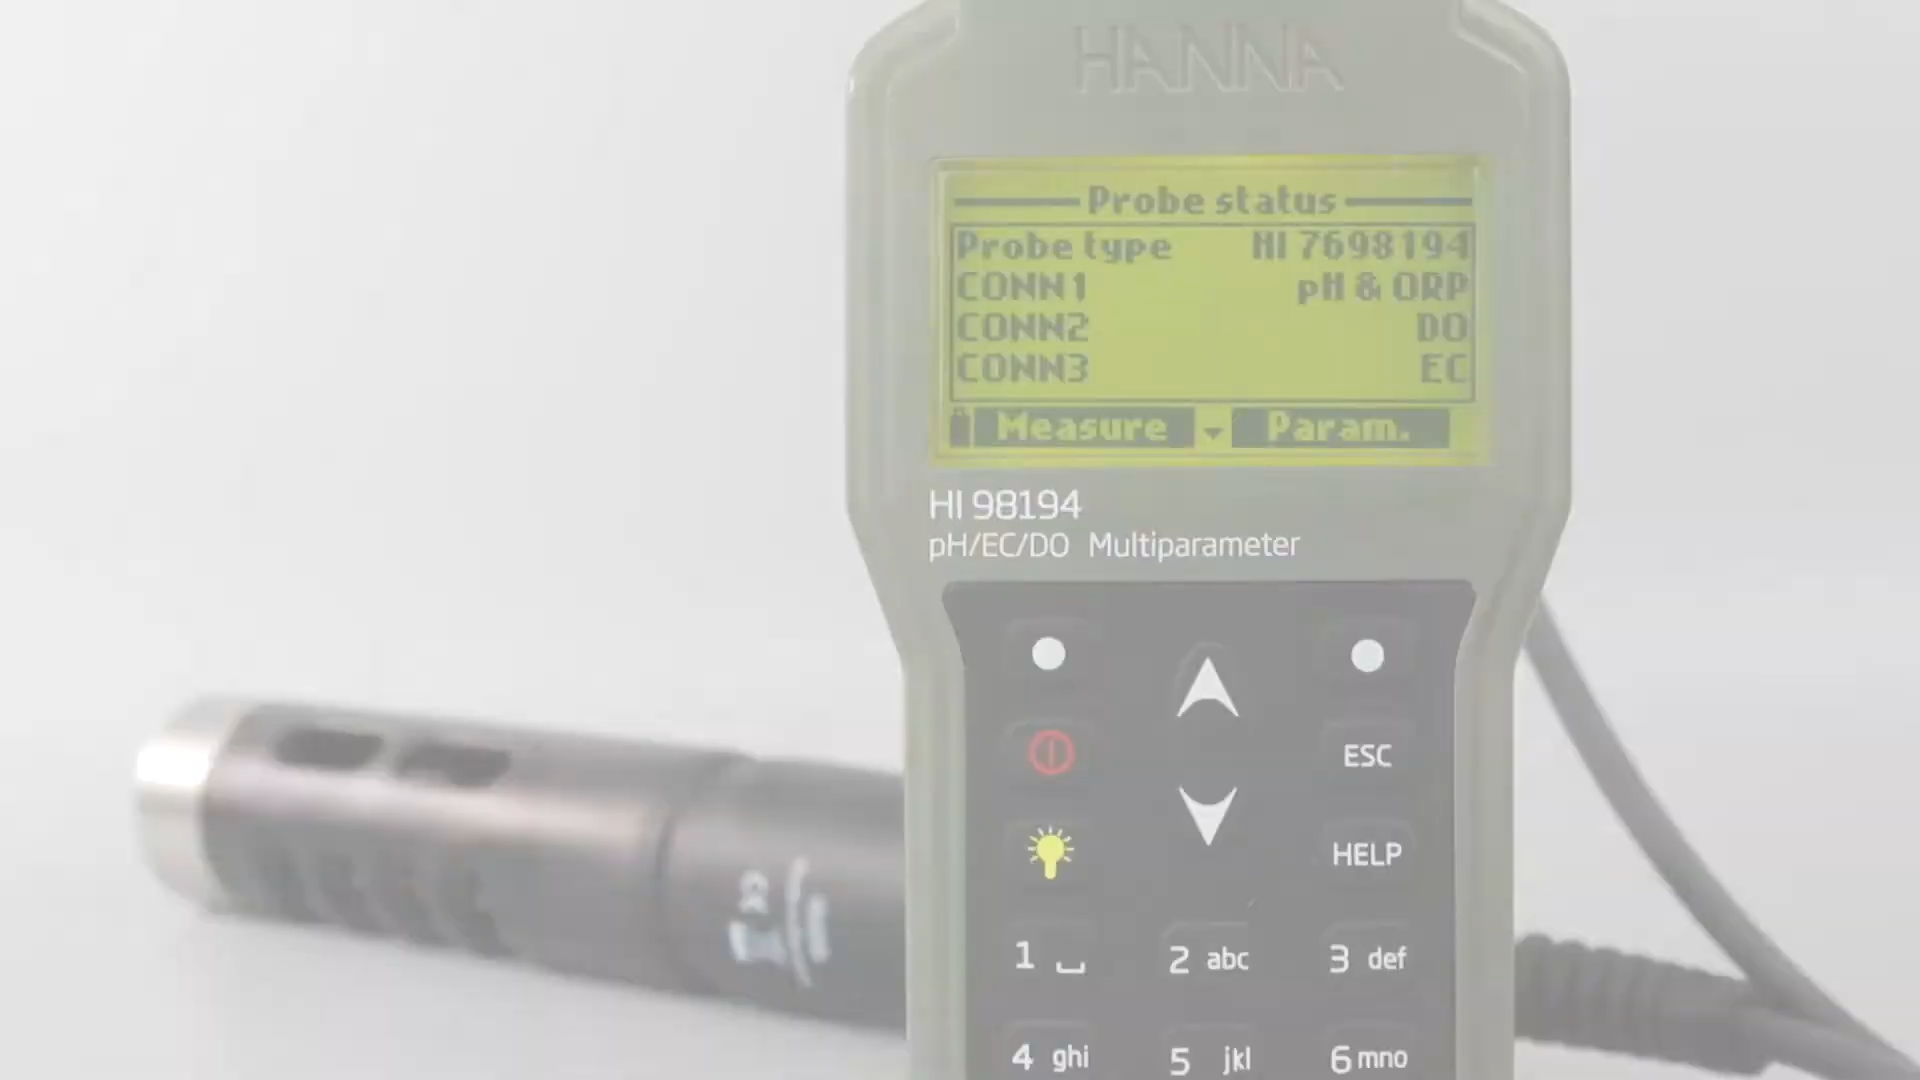 HANNA
Probe status
Probe type HI 7698194
CONN1 pH & ORP
CONN2 DO
CONN3 EC
Measure Param.
HI 98194
pH/EC/DO Multiparameter
ESC
HELP
1 2 abc 3 def
4 ghi 5 jkl 6 mno